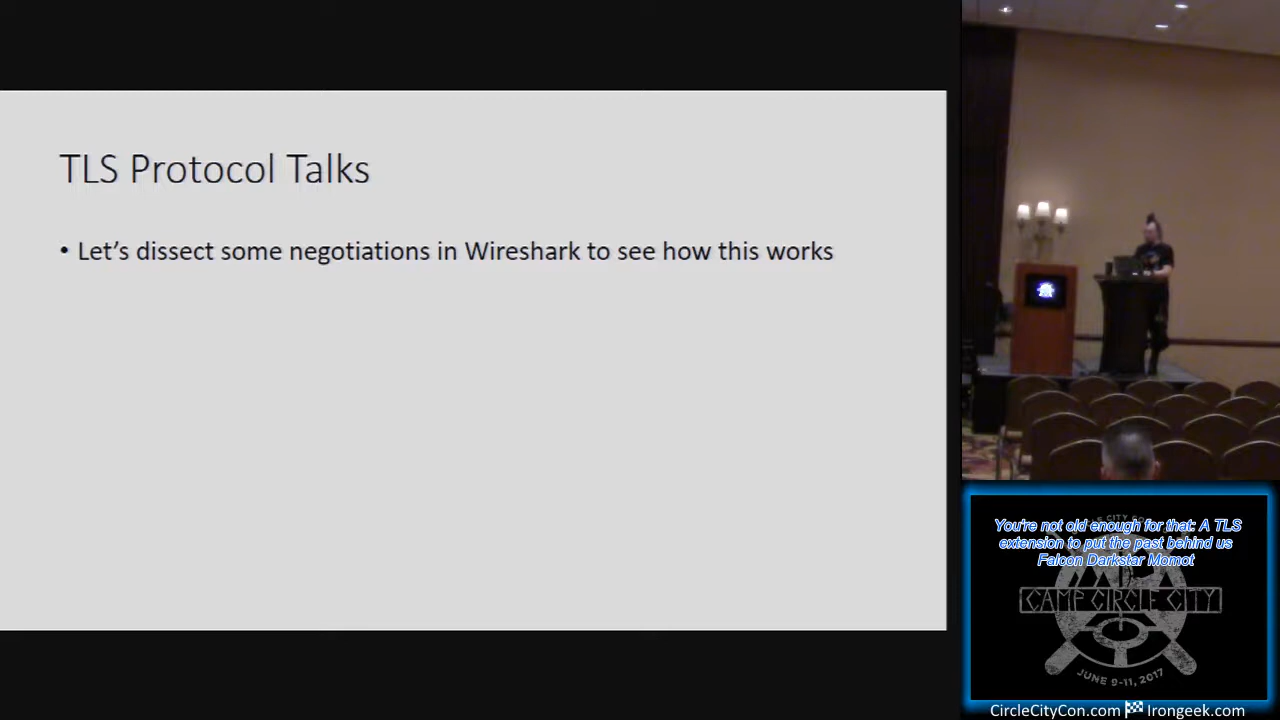 TLS Protocol Talks
• Let's dissect some negotiations in Wireshark to see how this works
You're not old enough for that: A TLS
extension to put the past behind us
Falcon Darkstar Momot
CAMP CIRCLE CITY
JUNE 9-11, 2017
CircleCityCon.com Irongeek.com